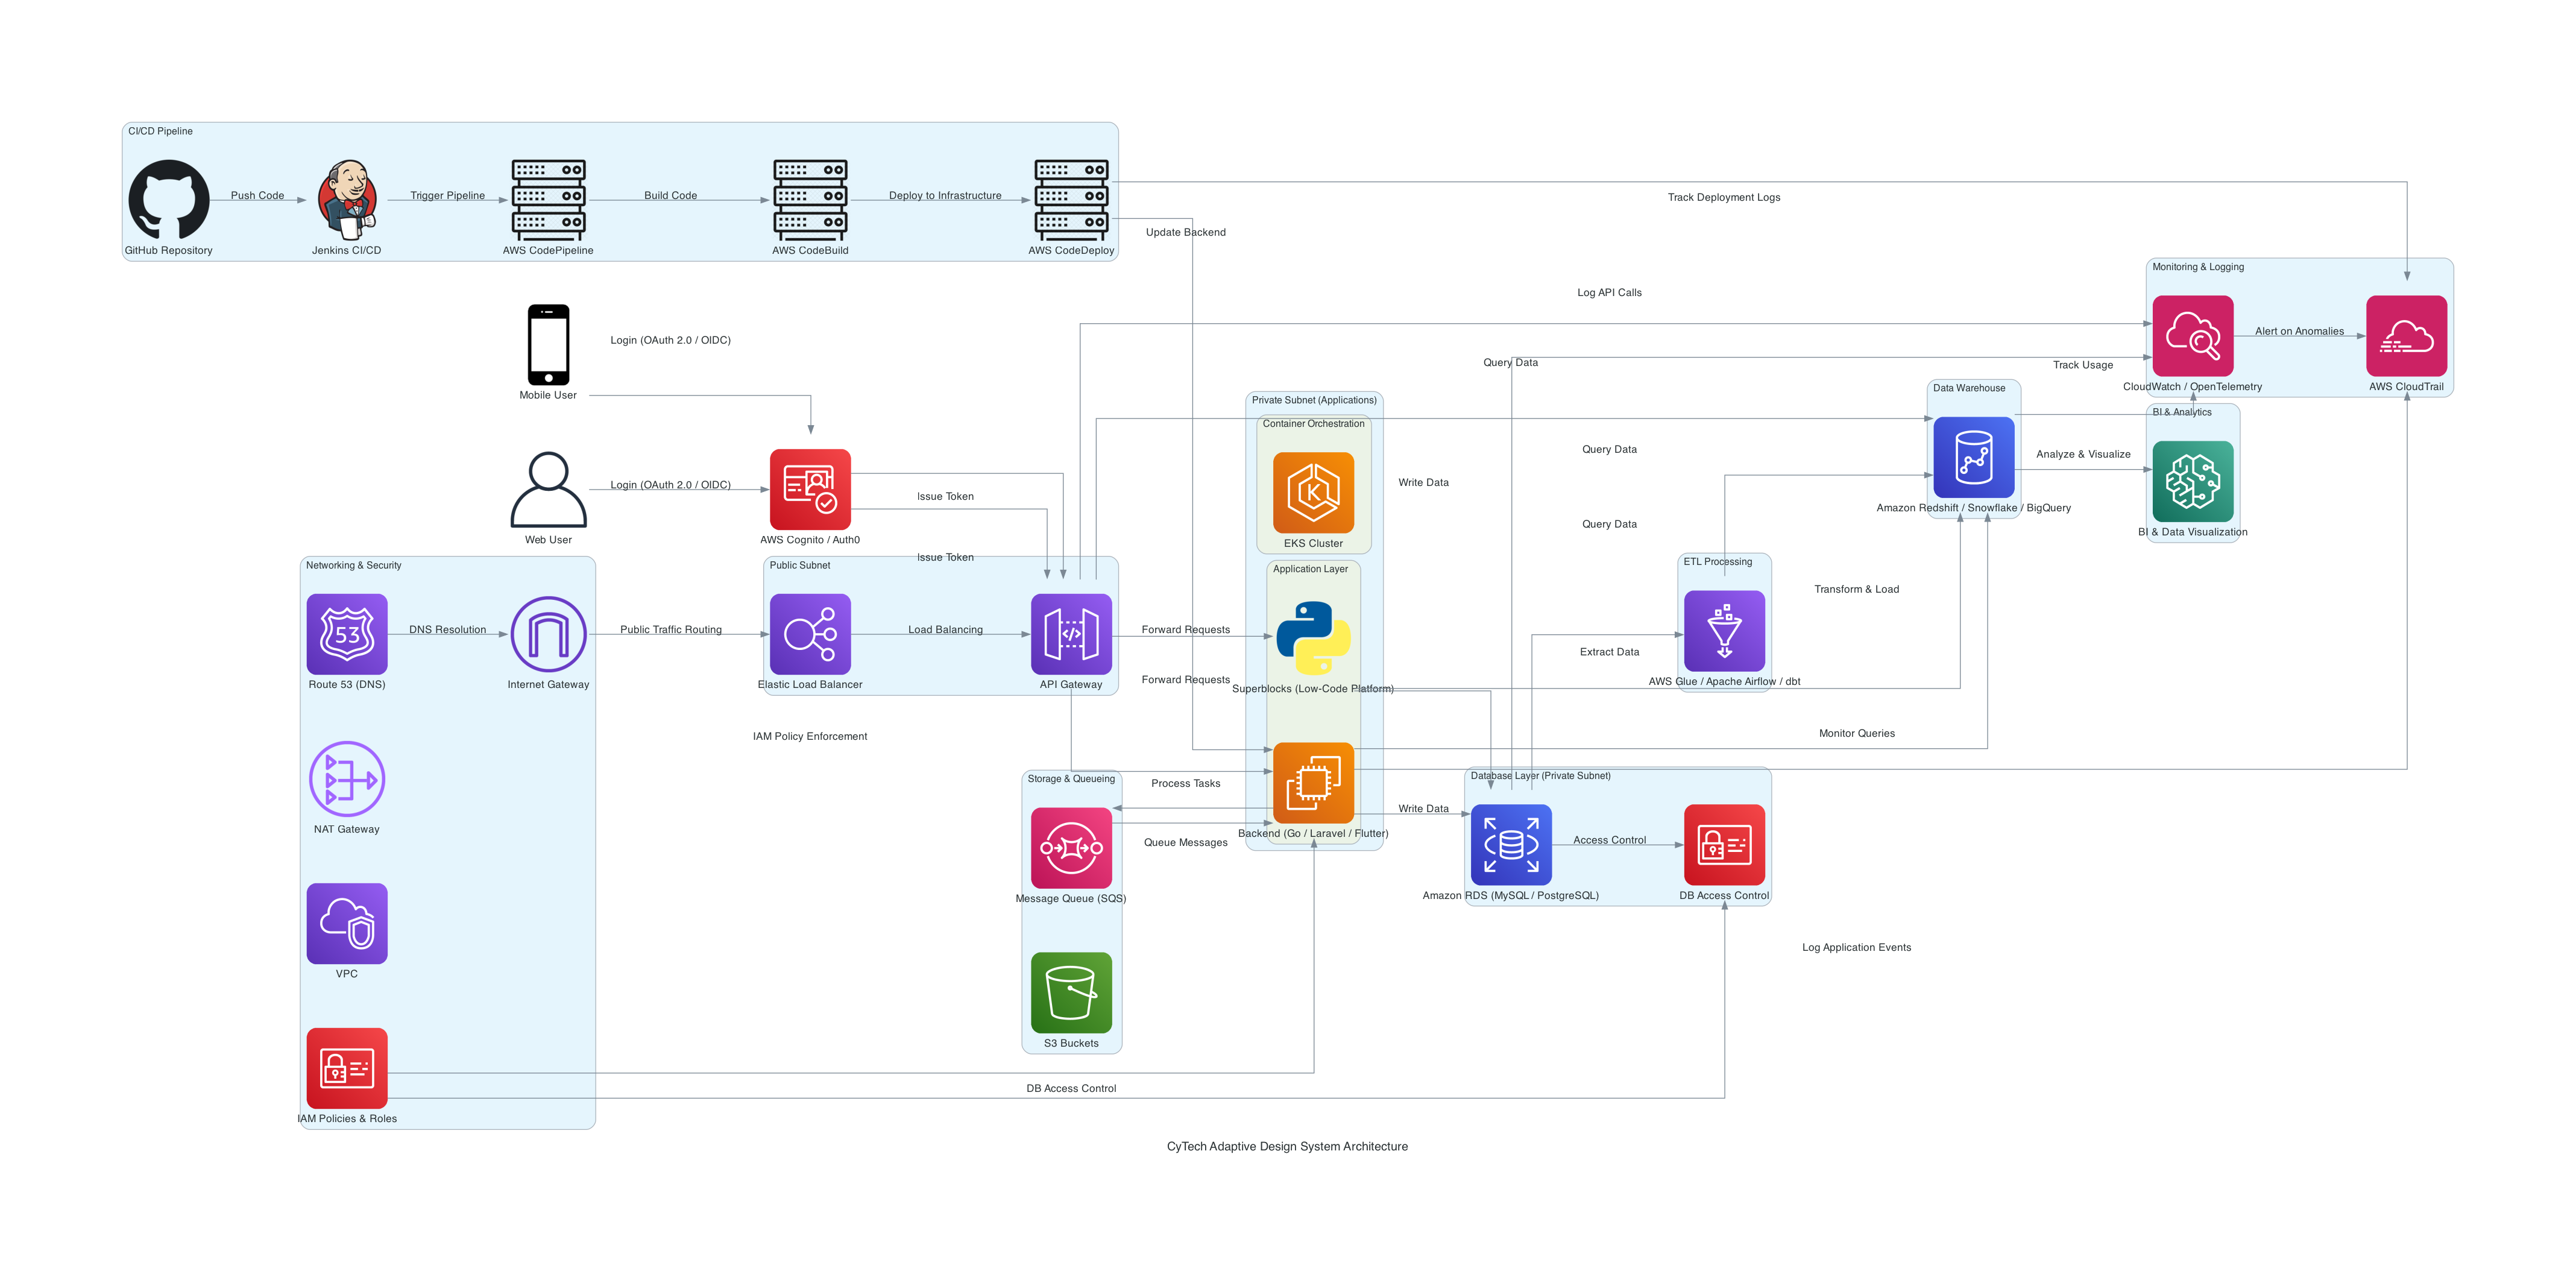 CI/CD Pipeline
Push Code
Trigger Pipeline
Build Code
Deploy to Infrastructure
GitHub Repository
Jenkins CI/CD
AWS CodePipeline
AWS CodeBuild
AWS CodeDeploy
Track Deployment Logs
Update Backend
Monitoring & Logging
Log API Calls
Alert on Anomalies
CloudWatch / OpenTelemetry
AWS CloudTrail
Login (OAuth 2.0 / OIDC)
Mobile User
Query Data
Track Usage
Private Subnet (Applications)
Container Orchestration
EKS Cluster
Data Warehouse
BI & Analytics
Query Data
Analyze & Visualize
Login (OAuth 2.0 / OIDC)
Web User
AWS Cognito / Auth0
Issue Token
Issue Token
Write Data
Query Data
Amazon Redshift / Snowflake / BigQuery
BI & Data Visualization
Networking & Security
53
Route 53 (DNS)
DNS Resolution
Internet Gateway
Public Traffic Routing
Public Subnet
Elastic Load Balancer
Load Balancing
</>
API Gateway
Forward Requests
Forward Requests
Application Layer
Superblocks (Low-Code Platform)
ETL Processing
Transform & Load
Extract Data
AWS Glue / Apache Airflow / dbt
IAM Policy Enforcement
Monitor Queries
NAT Gateway
Storage & Queueing
Process Tasks
Queue Messages
Message Queue (SQS)
Backend (Go / Laravel / Flutter)
Write Data
Database Layer (Private Subnet)
Access Control
Amazon RDS (MySQL / PostgreSQL)
DB Access Control
Log Application Events
VPC
S3 Buckets
DB Access Control
IAM Policies & Roles
CyTech Adaptive Design System Architecture
K